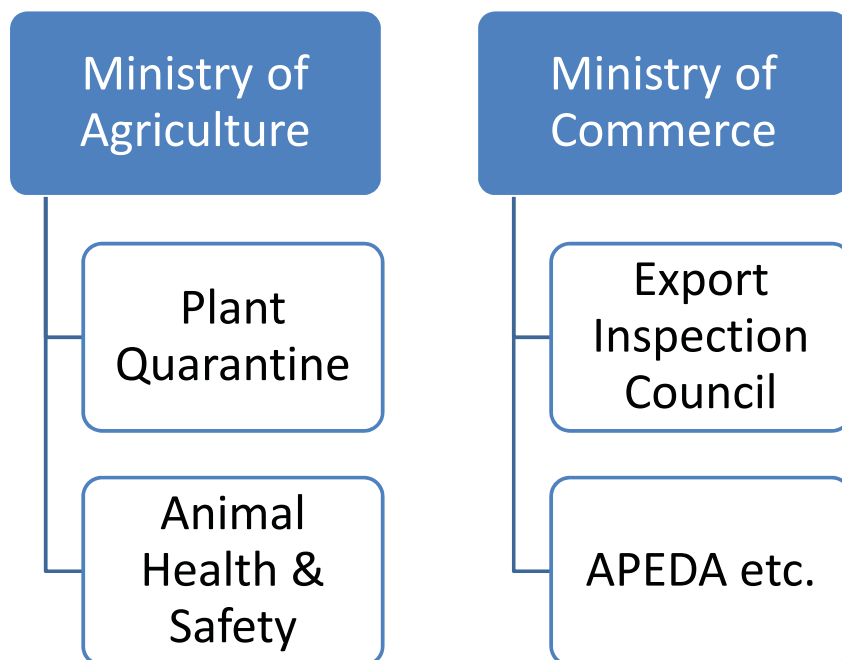 Ministry of
Agriculture
Plant
Quarantine
Animal
Health &
Safety
Ministry of
Commerce
Export
Inspection
Council
APEDA etc.